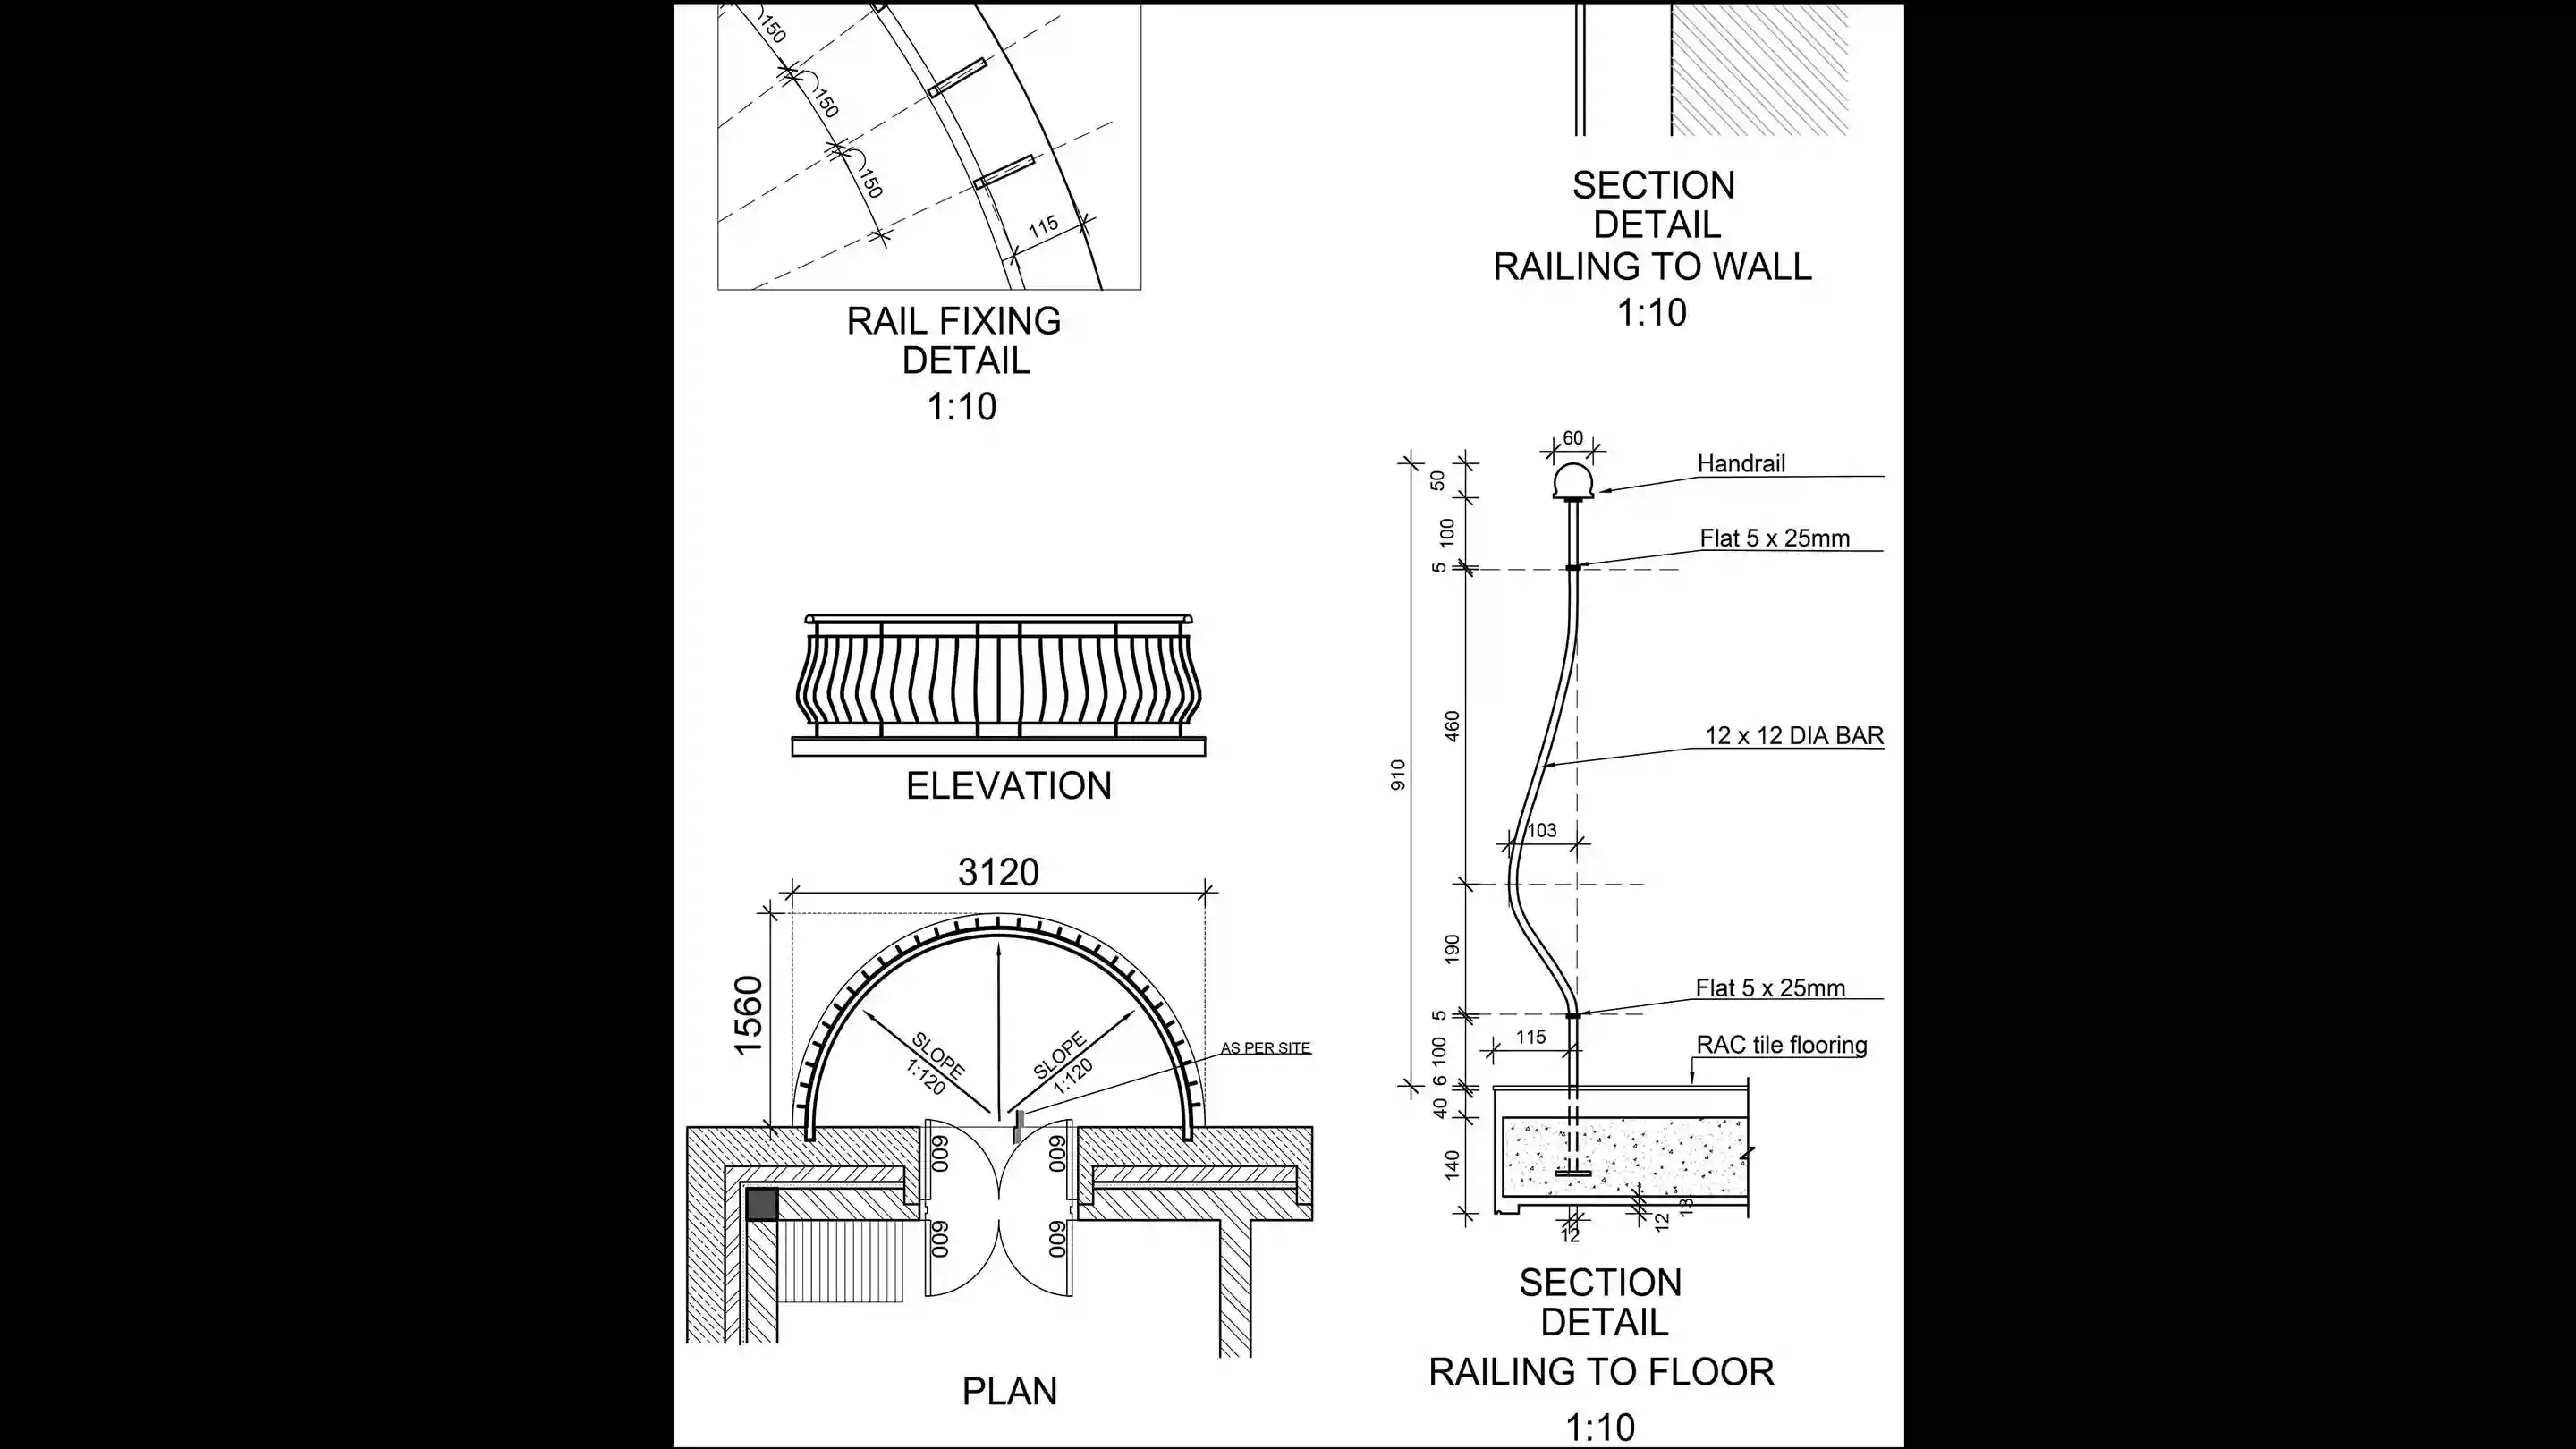 150
150
150
115
RAIL FIXING
DETAIL
1:10
SECTION
DETAIL
RAILING TO WALL
1:10
ELEVATION
3120
1560
SLOPE
1:120
SLOPE
1:120
AS PER SITE
600
600
600
600
PLAN
60
Handrail
50
100
Flat 5 x 25mm
5
460
12 x 12 DIA BAR
910
103
190
Flat 5 x 25mm
5
115
100
RAC tile flooring
6
40
140
12
12
13
SECTION
DETAIL
RAILING TO FLOOR
1:10